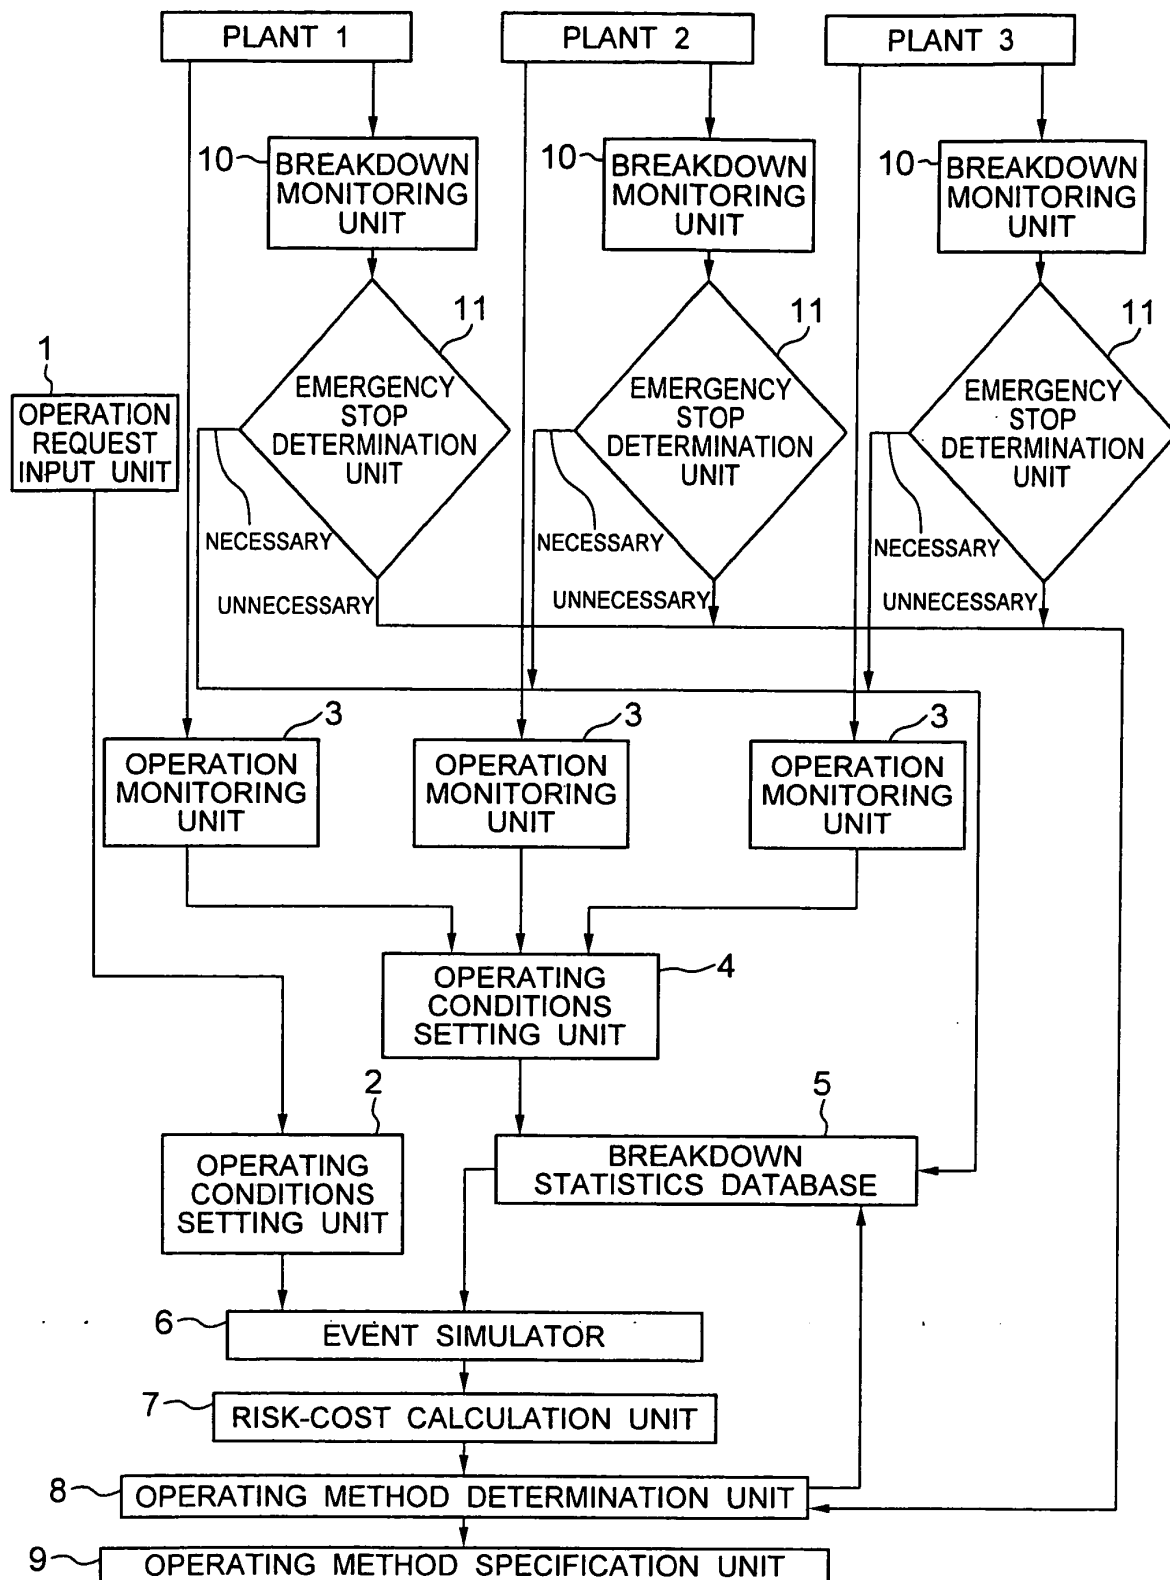 PLANT 1
PLANT 2
PLANT 3
10
BREAKDOWN
MONITORING
UNIT
10
BREAKDOWN
MONITORING
UNIT
10
BREAKDOWN
MONITORING
UNIT
11
EMERGENCY
STOP
DETERMINATION
UNIT
11
EMERGENCY
STOP
DETERMINATION
UNIT
11
EMERGENCY
STOP
DETERMINATION
UNIT
1
OPERATION
REQUEST
INPUT UNIT
NECESSARY
UNNECESSARY
NECESSARY
UNNECESSARY
NECESSARY
UNNECESSARY
3
OPERATION
MONITORING
UNIT
3
OPERATION
MONITORING
UNIT
3
OPERATION
MONITORING
UNIT
4
OPERATING
CONDITIONS
SETTING UNIT
2
OPERATING
CONDITIONS
SETTING UNIT
5
BREAKDOWN
STATISTICS DATABASE
6
EVENT SIMULATOR
7
RISK-COST CALCULATION UNIT
8
OPERATING METHOD DETERMINATION UNIT
9
OPERATING METHOD SPECIFICATION UNIT